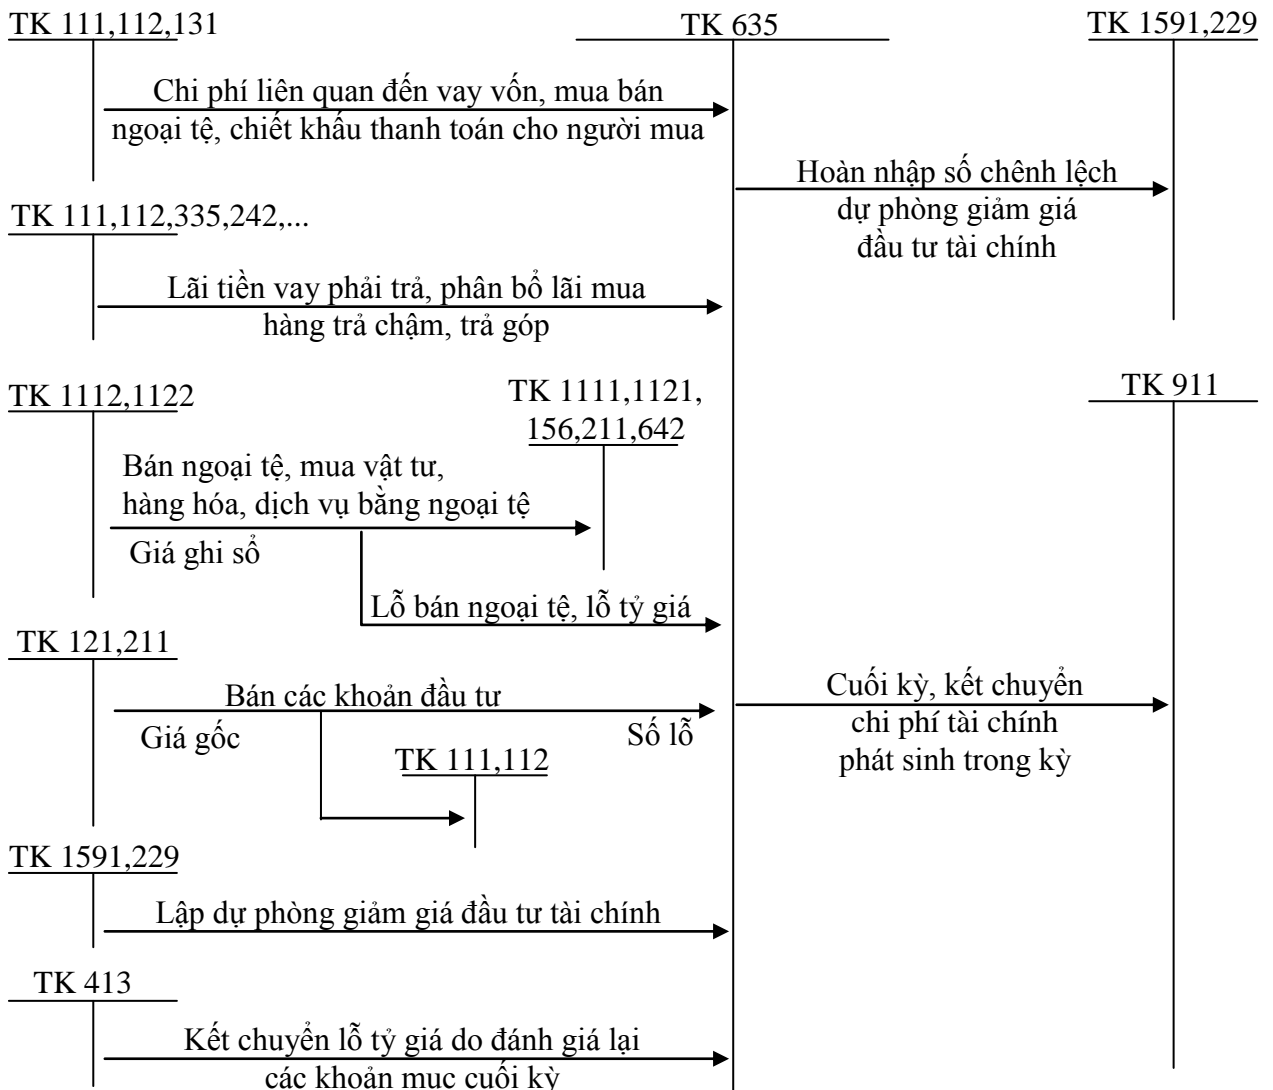 TK 111,112,131
TK 635
TK 1591,229
Chi phí liên quan đến vay vốn, mua bán
ngoại tệ, chiết khấu thanh toán cho người mua
Hoàn nhập số chênh lệch
dự phòng giảm giá
đầu tư tài chính
TK 111,112,335,242,...
Lãi tiền vay phải trả, phân bổ lãi mua
hàng trả chậm, trả góp
TK 1112,1122
TK 1111,1121,
156,211,642
TK 911
Bán ngoại tệ, mua vật tư,
hàng hóa, dịch vụ bằng ngoại tệ
Giá ghi sổ
Lỗ bán ngoại tệ, lỗ tỷ giá
TK 121,211
Bán các khoản đầu tư
Giá gốc
Số lỗ
TK 111,112
Cuối kỳ, kết chuyển
chi phí tài chính
phát sinh trong kỳ
TK 1591,229
Lập dự phòng giảm giá đầu tư tài chính
TK 413
Kết chuyển lỗ tỷ giá do đánh giá lại
các khoản mục cuối kỳ